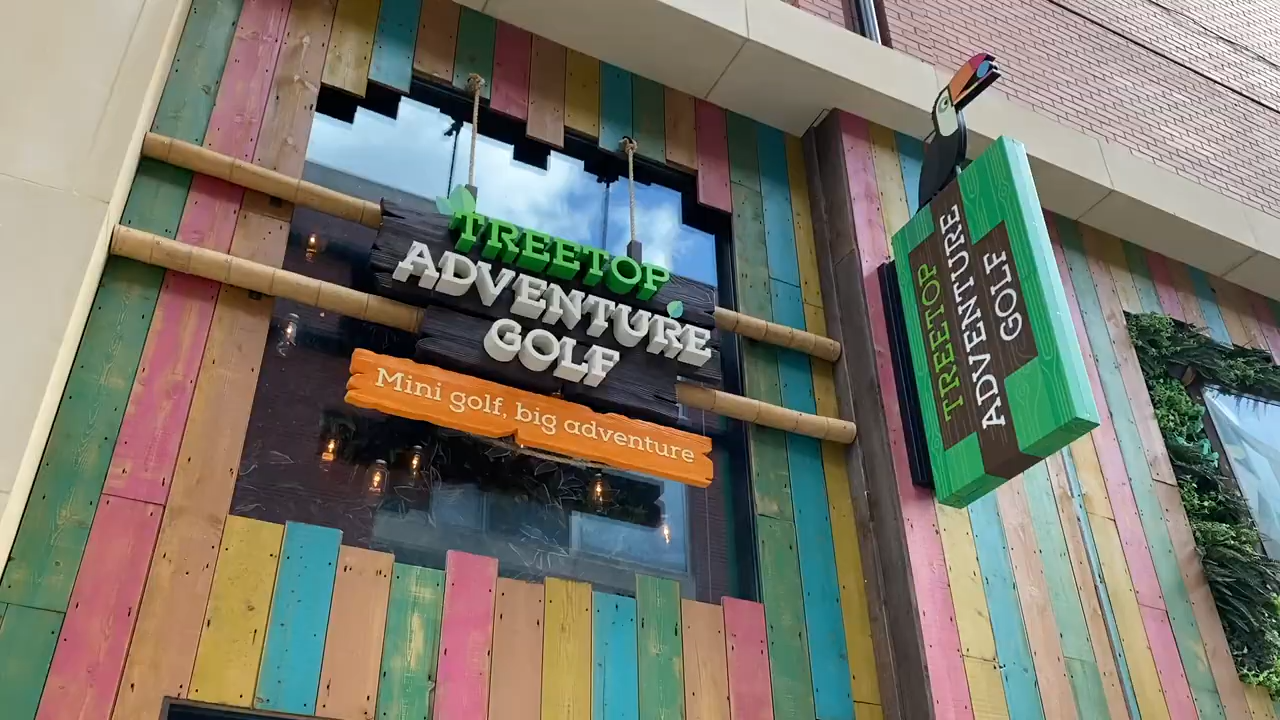 TREETOP
ADVENTURE
GOLF
Mini golf, big adventure
TREETOP
ADVENTURE
GOLF